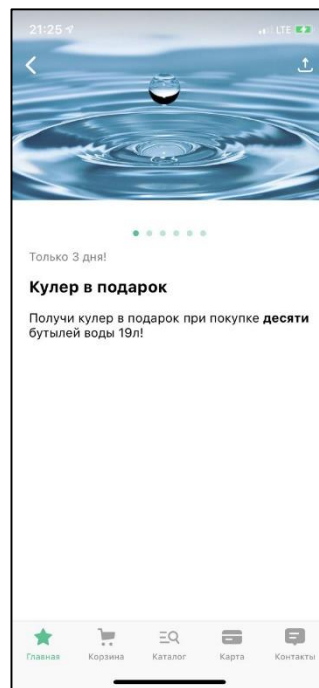 21:25
LTE
Только 3 дня!
Кулер в подарок
Получи кулер в подарок при покупке десяти
бутылей воды 19л!
Главная Корзина Каталог Карта Контакты